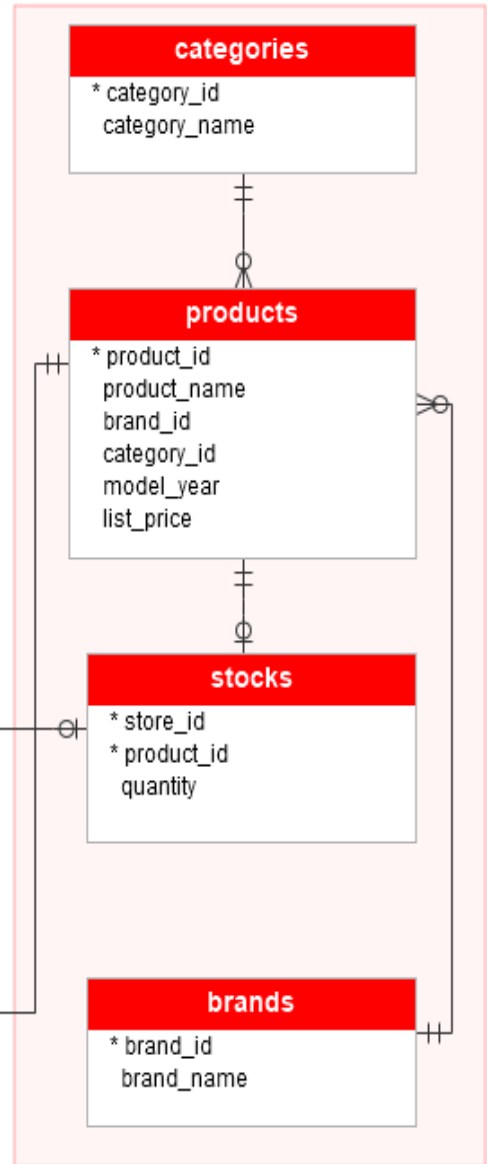 categories
* category_id
category_name
products
* product_id
product_name
brand_id
category_id
model_year
list_price
stocks
* store_id
* product_id
quantity
brands
* brand_id
brand_name